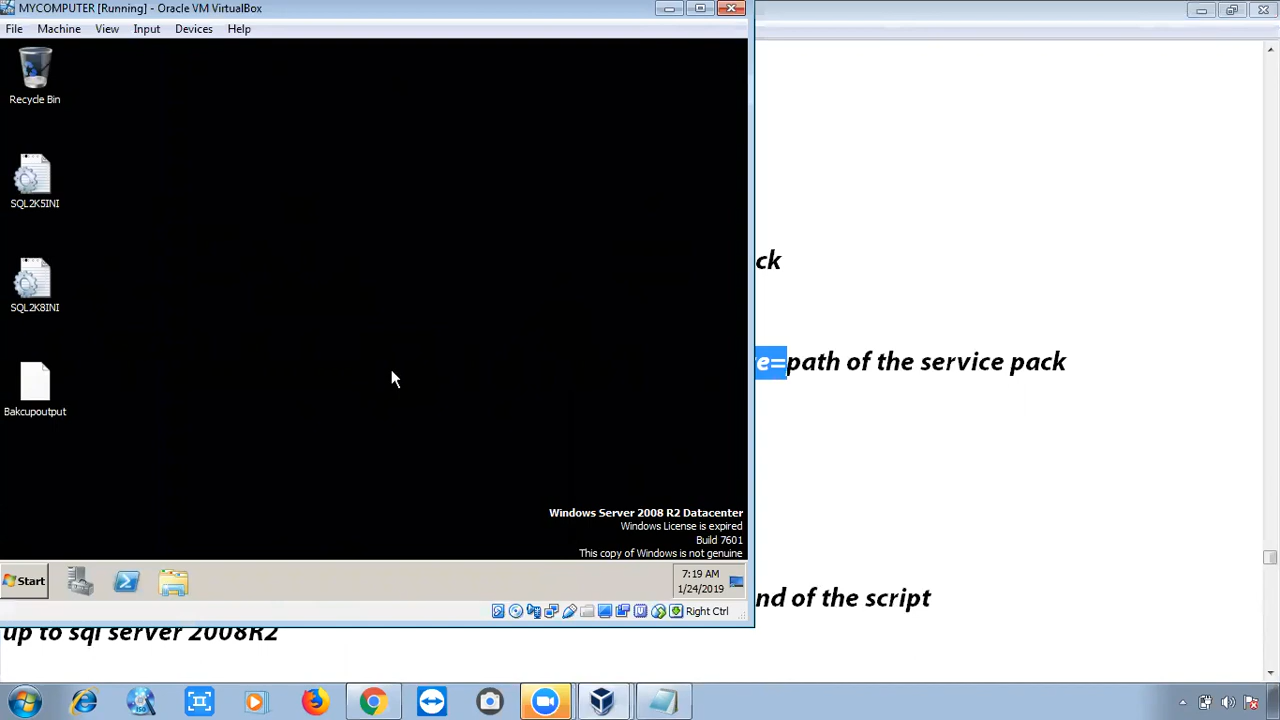 MYCOMPUTER [Running] - Oracle VM VirtualBox
File Machine View Input Devices Help
Recycle Bin
SQL2K5INI
SQL2K8INI
Bakcupoutput
Windows Server 2008 R2 Datacenter
Windows License is expired
Build 7601
This copy of Windows is not genuine
Start
7:19 AM
1/24/2019
Right Ctrl
ck
e=path of the service pack
nd of the script
up to sql server 2008R2